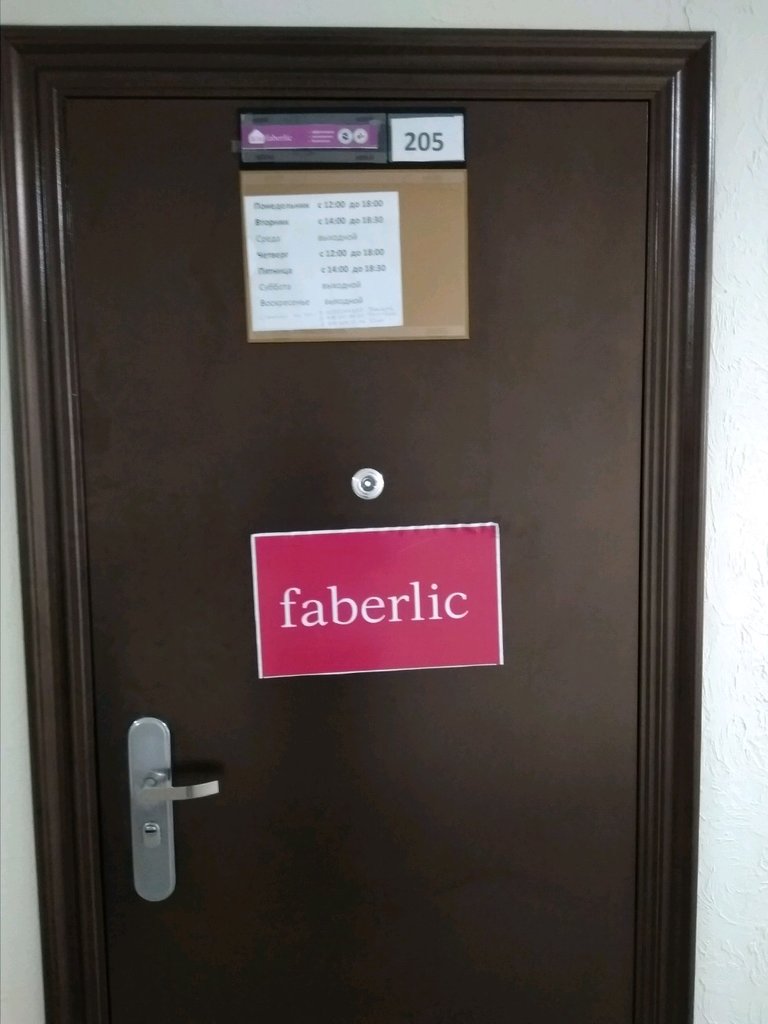 faberlic
205
Понедельник с 12:00 до 18:00
Вторник с 14:00 до 18:30
Среда выходной
Четверг с 12:00 до 18:00
Пятница с 14:00 до 18:30
Суббота выходной
Воскресенье выходной
faberlic